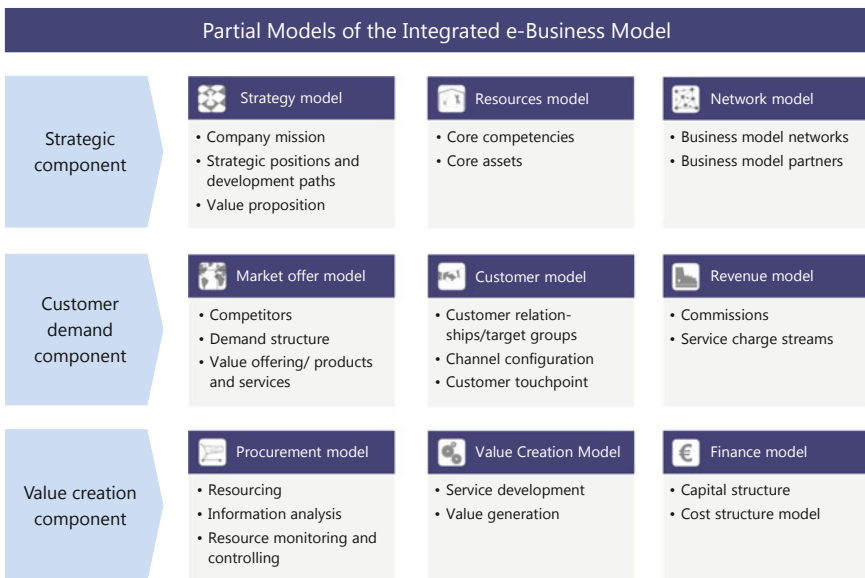 Partial Models of the Integrated e-Business Model
Strategic
component
Strategy model
• Company mission
• Strategic positions and
development paths
• Value proposition
Resources model
• Core competencies
• Core assets
Network model
• Business model networks
• Business model partners
Customer
demand
component
Market offer model
• Competitors
• Demand structure
• Value offering/ products
and services
Customer model
• Customer relation-
ships/target groups
• Channel configuration
• Customer touchpoint
Revenue model
• Commissions
• Service charge streams
Value creation
component
Procurement model
• Resourcing
• Information analysis
• Resource monitoring and
controlling
Value Creation Model
• Service development
• Value generation
€
Finance model
• Capital structure
• Cost structure model